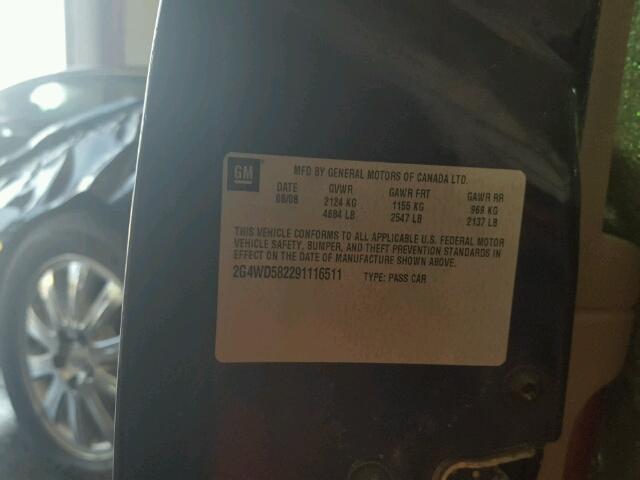 GM MFD BY GENERAL MOTORS OF CANADA LTD.
DATE GVWR GAWR FRT GAWR RR
08/08 2124 KG 1155 KG 969 KG
4684 LB 2547 LB 2137 LB
THIS VEHICLE CONFORMS TO ALL APPLICABLE U.S. FEDERAL MOTOR
VEHICLE SAFETY, BUMPER, AND THEFT PREVENTION STANDARDS IN
EFFECT ON THE DATE OF MANUFACTURE SHOWN ABOVE.
2G4WD582291116511 TYPE: PASS CAR